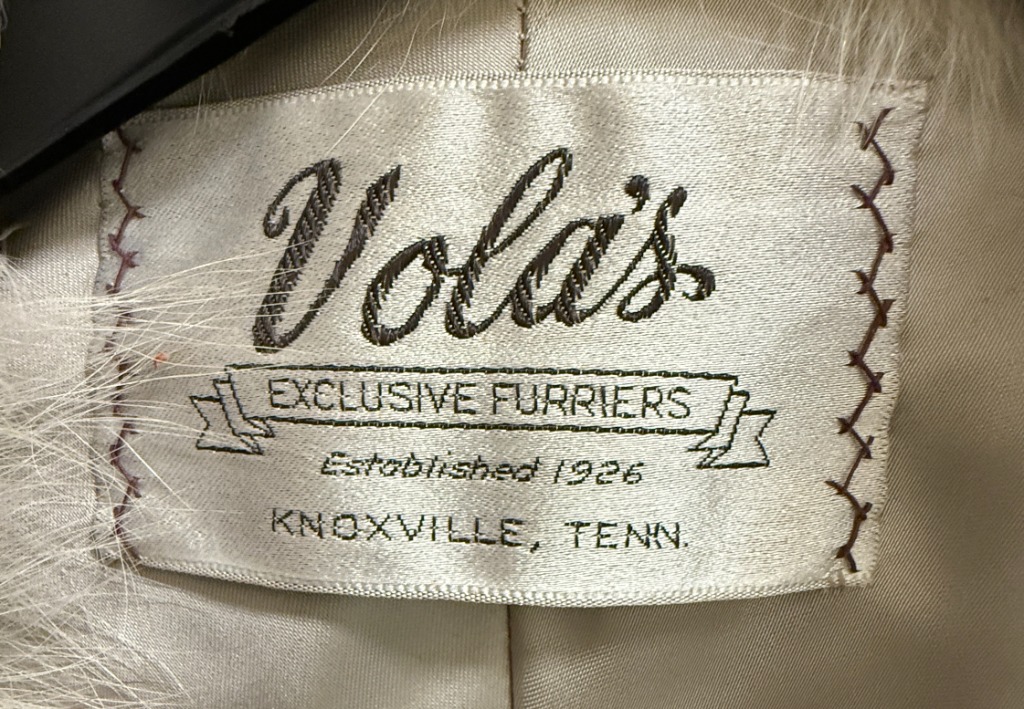 Vola's
EXCLUSIVE FURRIERS
Established 1926
KNOXVILLE, TENN.